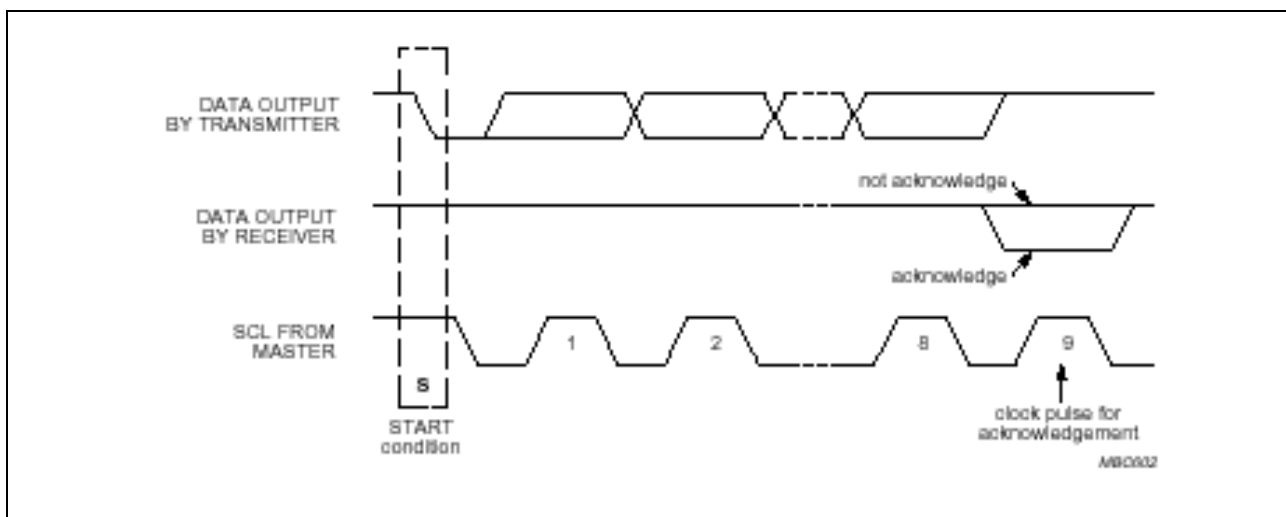 DATA OUTPUT
BY TRANSMITTER
not acknowledge
DATA OUTPUT
BY RECEIVER
acknowledge
SCL FROM
MASTER
1
2
8
9
S
START
condition
clock pulse for
acknowledgement
MBC602